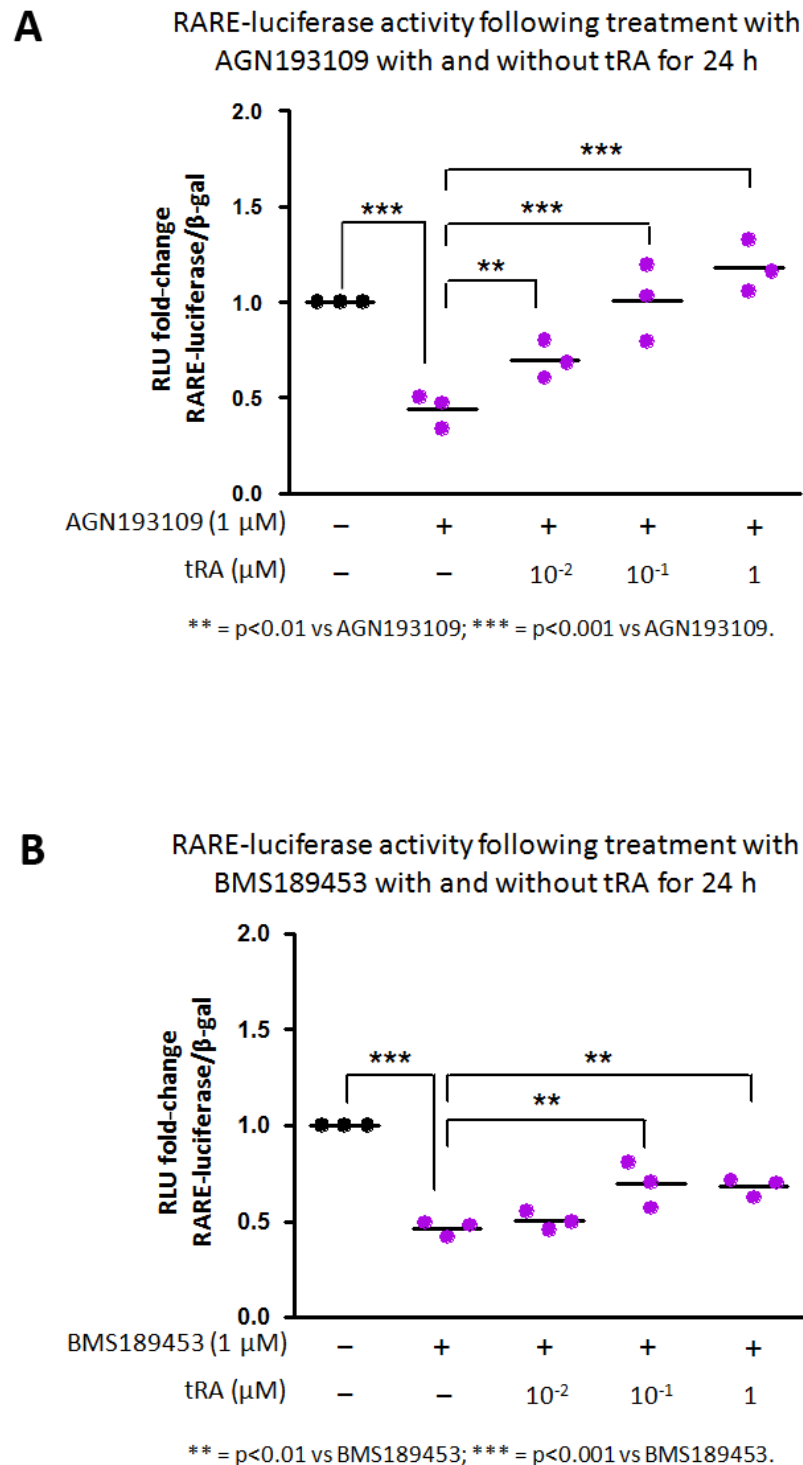 A
RARE-luciferase activity following treatment with
AGN193109 with and without tRA for 24 h
RLU fold-change
RARE-luciferase/β-gal
2.0
1.5
1.0
0.5
0.0
***
***
**
***
AGN193109 (1 µM) – + + + +
tRA (µM) – – 10⁻² 10⁻¹ 1
** = p<0.01 vs AGN193109; *** = p<0.001 vs AGN193109.
B
RARE-luciferase activity following treatment with
BMS189453 with and without tRA for 24 h
RLU fold-change
RARE-luciferase/β-gal
2.0
1.5
1.0
0.5
0.0
***
**
**
BMS189453 (1 µM) – + + + +
tRA (µM) – – 10⁻² 10⁻¹ 1
** = p<0.01 vs BMS189453; *** = p<0.001 vs BMS189453.